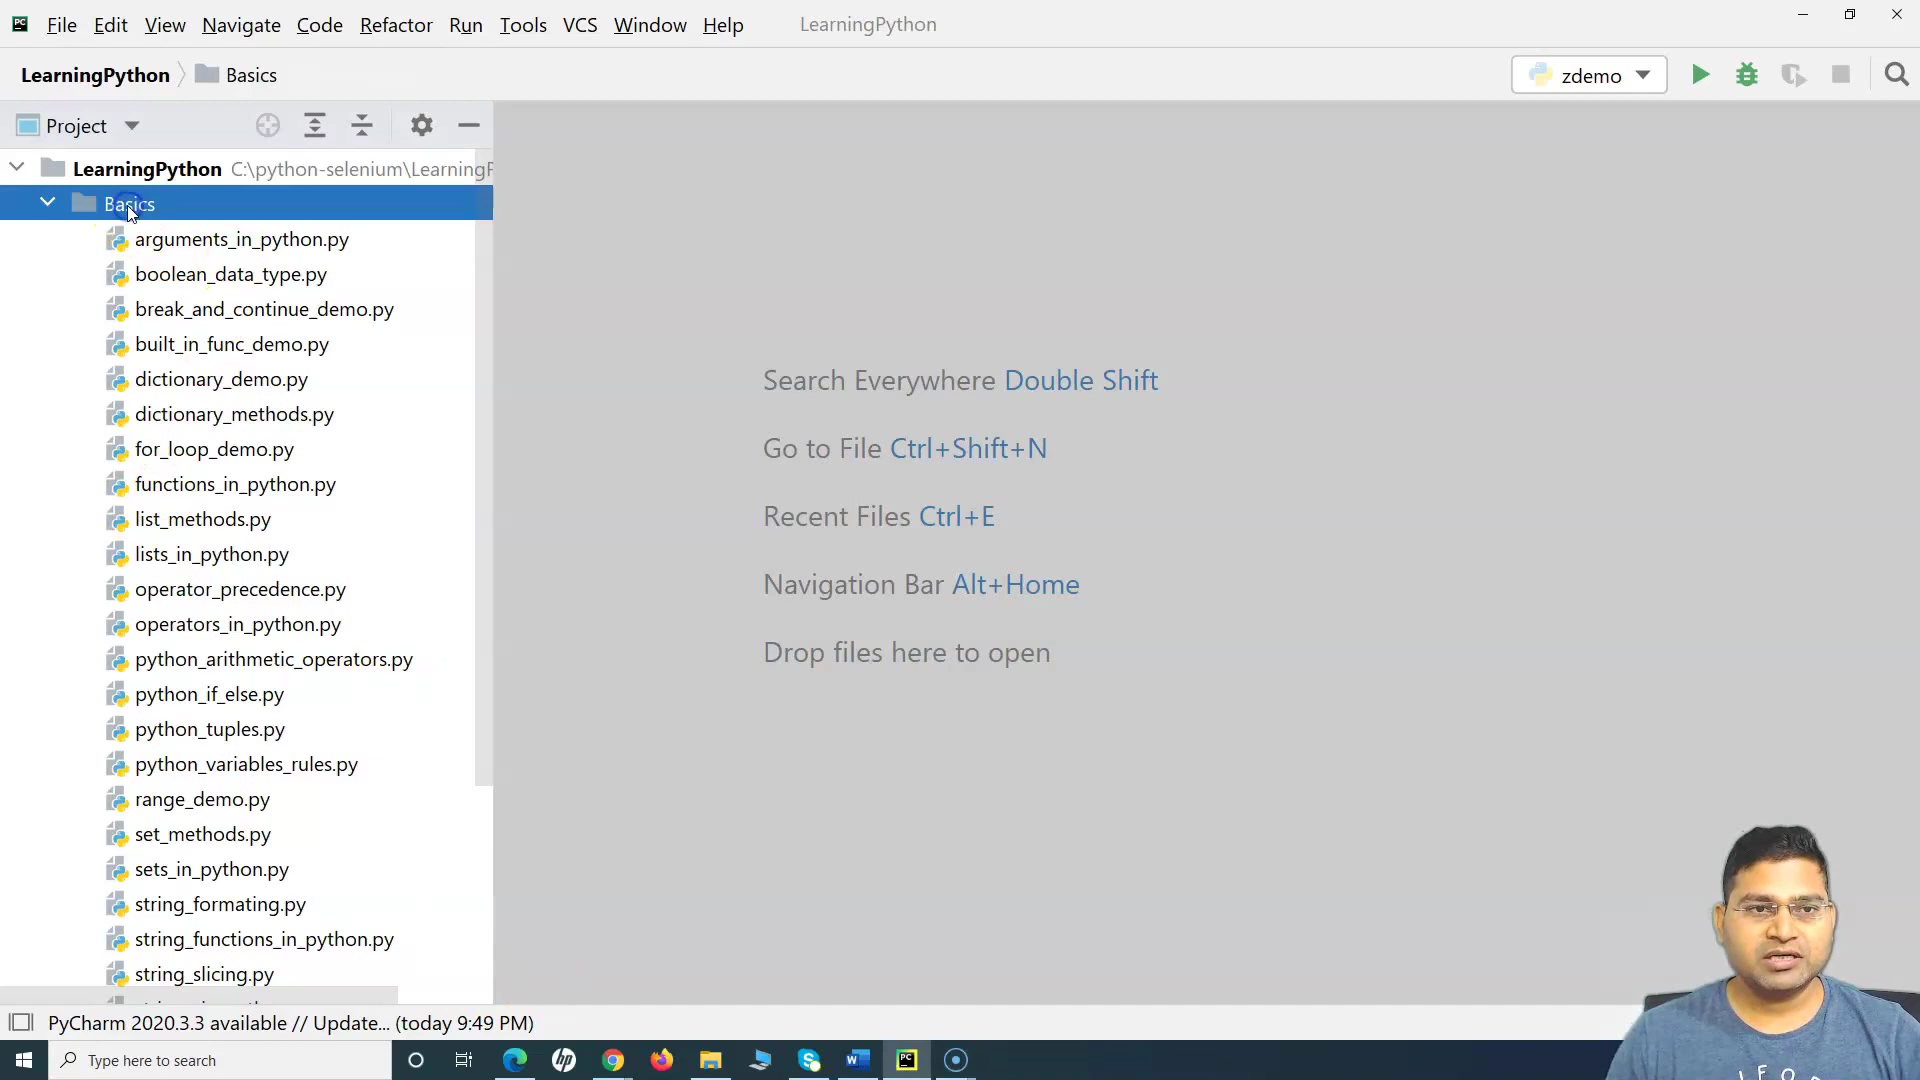 PC File Edit View Navigate Code Refactor Run Tools VCS Window Help LearningPython
LearningPython Basics zdemo
Project
LearningPython C:\python-selenium\Learning
Basics
arguments_in_python.py
boolean_data_type.py
break_and_continue_demo.py
built_in_func_demo.py
dictionary_demo.py
dictionary_methods.py
for_loop_demo.py
functions_in_python.py
list_methods.py
lists_in_python.py
operator_precedence.py
operators_in_python.py
python_arithmetic_operators.py
python_if_else.py
python_tuples.py
python_variables_rules.py
range_demo.py
set_methods.py
sets_in_python.py
string_formating.py
string_functions_in_python.py
string_slicing.py
Search Everywhere Double Shift
Go to File Ctrl+Shift+N
Recent Files Ctrl+E
Navigation Bar Alt+Home
Drop files here to open
PyCharm 2020.3.3 available // Update... (today 9:49 PM)
Type here to search
hp
S
W
PC